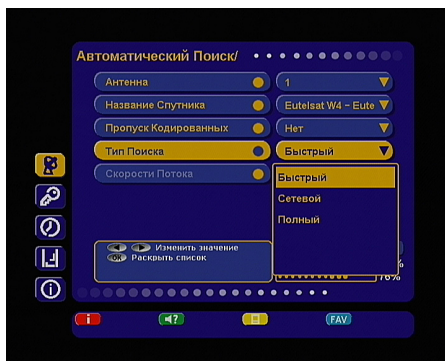 Автоматический Поиск/
Антенна 1
Название Спутника Eutelsat W4 – Eute
Пропуск Кодированных Нет
Тип Поиска Быстрый
Скорости Потока
Быстрый
Сетевой
Полный
Изменить значение
OK Раскрыть список
%
76%
i ? FAV